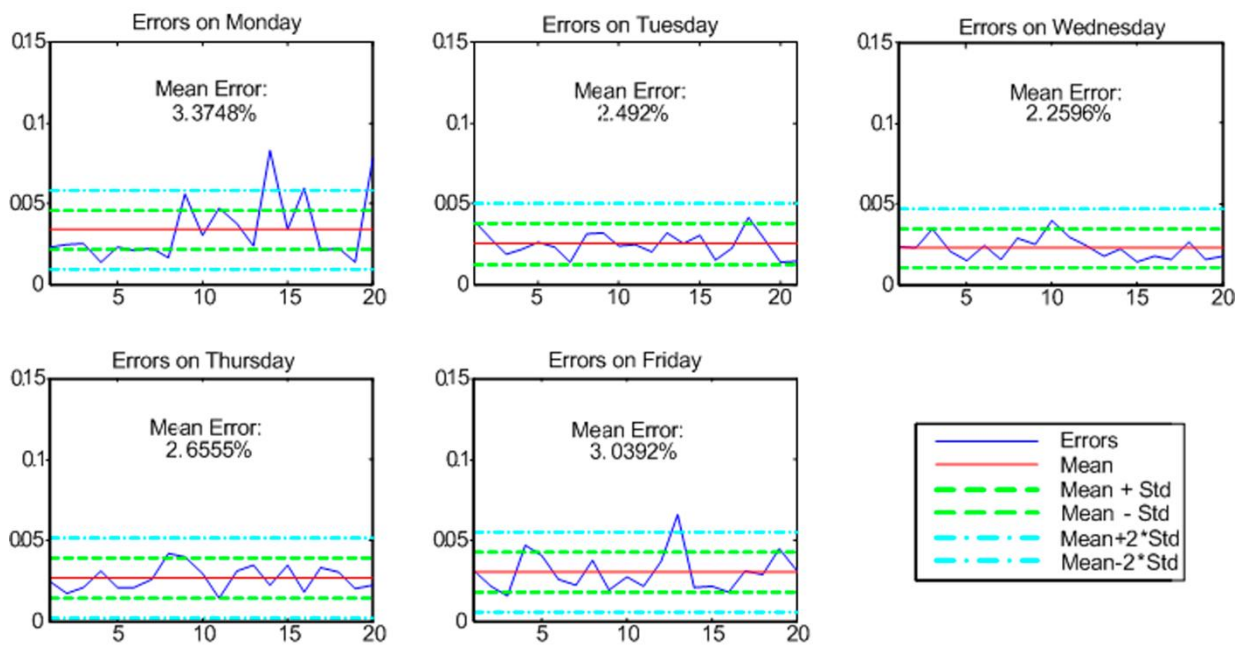 Errors on Monday
0.15
0.1
0.05
0
Mean Error:
3.3748%
5
10
15
20
Errors on Tuesday
0.15
0.1
0.05
0
Mean Error:
2.492%
5
10
15
20
Errors on Wednesday
0.15
0.1
0.05
0
Mean Error:
2.2596%
5
10
15
20
Errors on Thursday
0.15
0.1
0.05
0
Mean Error:
2.6555%
5
10
15
20
Errors on Friday
0.15
0.1
0.05
0
Mean Error:
3.0392%
5
10
15
20
Errors
Mean
Mean + Std
Mean - Std
Mean+2*Std
Mean-2*Std